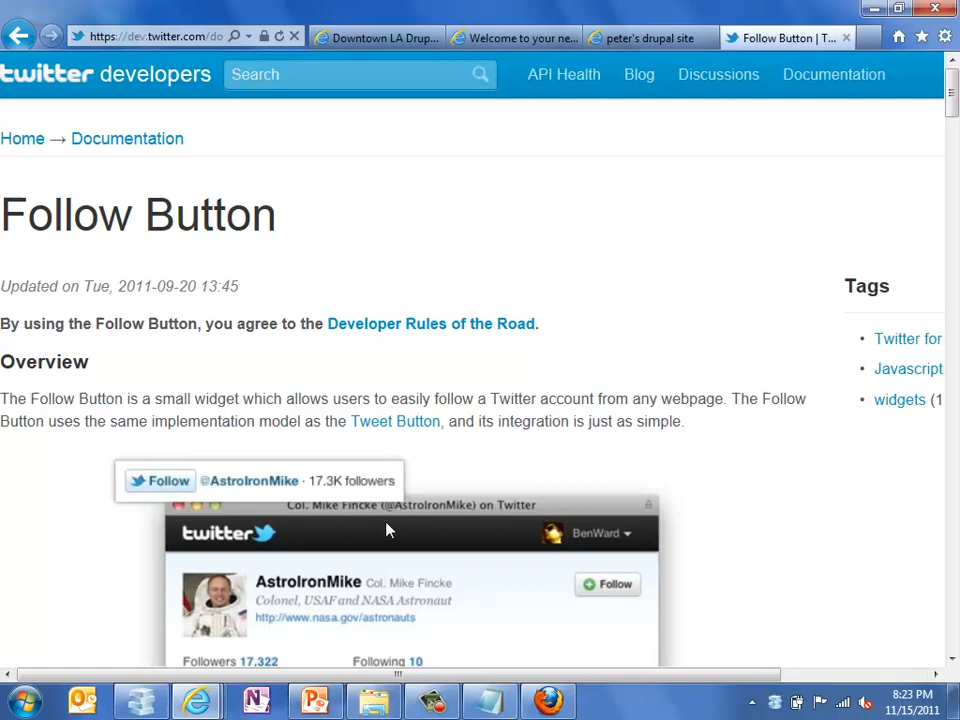 https://dev.twitter.com/do
Downtown LA Drup...
Welcome to your ne...
peter's drupal site
Follow Button | T...
twitter developers
Search
API Health
Blog
Discussions
Documentation
Home → Documentation
Follow Button
Updated on Tue, 2011-09-20 13:45
Tags
By using the Follow Button, you agree to the Developer Rules of the Road.
Twitter for
Overview
Javascript
The Follow Button is a small widget which allows users to easily follow a Twitter account from any webpage. The Follow
widgets (1
Button uses the same implementation model as the Tweet Button, and its integration is just as simple.
Follow @AstroIronMike · 17.3K followers
Col. Mike Fincke (@AstroIronMike) on Twitter
twitter
BenWard
AstroIronMike Col. Mike Fincke
Follow
Colonel, USAF and NASA Astronaut
http://www.nasa.gov/astronauts
Followers 17,322
Following 10
8:23 PM
11/15/2011